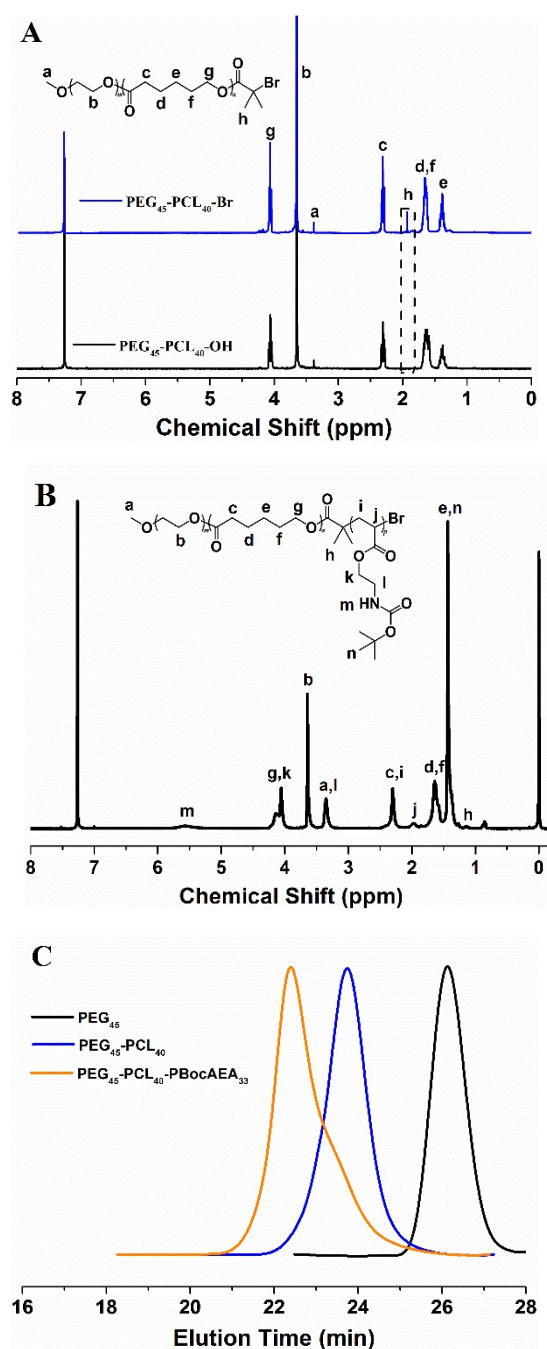 A
a
O
b
O
m
O
c
d
e
f
g
O
n
O
Br
h
b
g
c
d,f
h
e
a
PEG45-PCL40-Br
PEG45-PCL40-OH
8 7 6 5 4 3 2 1 0
Chemical Shift (ppm)
B
a
O
b
O
m
O
c
d
e
f
g
O
n
O
h
i
j
p
Br
O
O
k
l
m
HN
O
O
n
e,n
b
g,k
a,l
c,i
d,f
m
j
h
8 7 6 5 4 3 2 1 0
Chemical Shift (ppm)
C
PEG45
PEG45-PCL40
PEG45-PCL40-PBocAEA33
16 18 20 22 24 26 28
Elution Time (min)